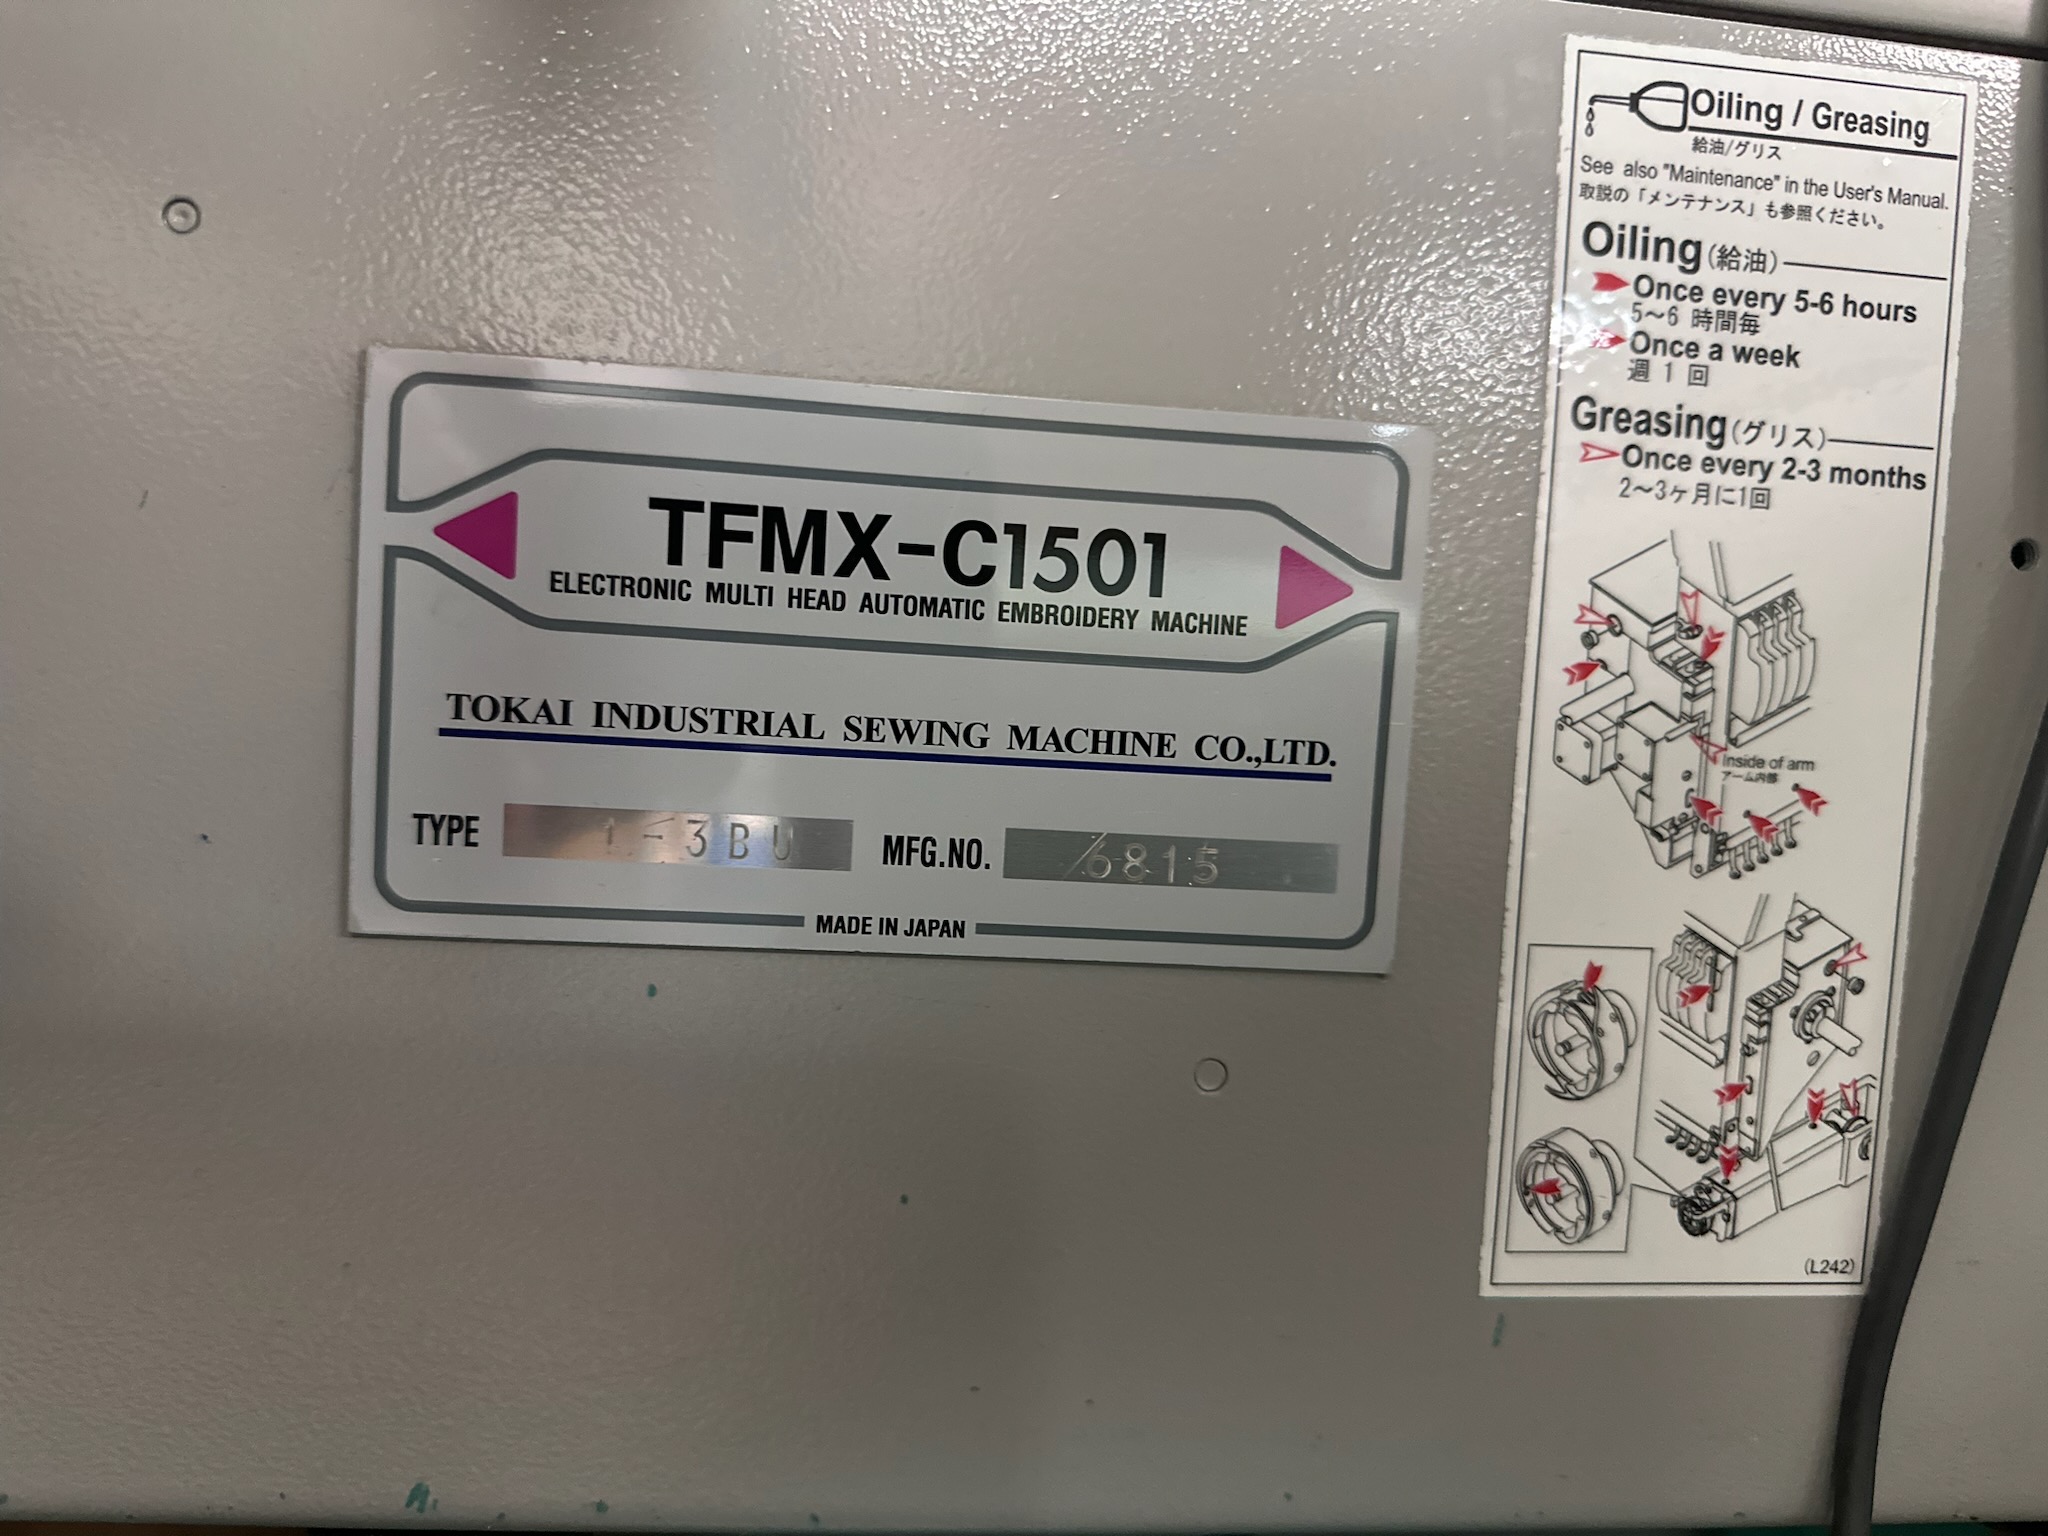 TFMX-C1501
ELECTRONIC MULTI HEAD AUTOMATIC EMBROIDERY MACHINE
TOKAI INDUSTRIAL SEWING MACHINE CO.,LTD.
TYPE 1-3BU MFG.NO. /6815
MADE IN JAPAN
Oiling / Greasing
給油/グリス
See also "Maintenance" in the User's Manual.
取説の「メンテナンス」も参照ください。
Oiling(給油)
Once every 5-6 hours
5~6 時間毎
Once a week
週 1 回
Greasing(グリス)
Once every 2-3 months
2~3ヶ月に1回
Inside of arm
アーム内部
(L242)